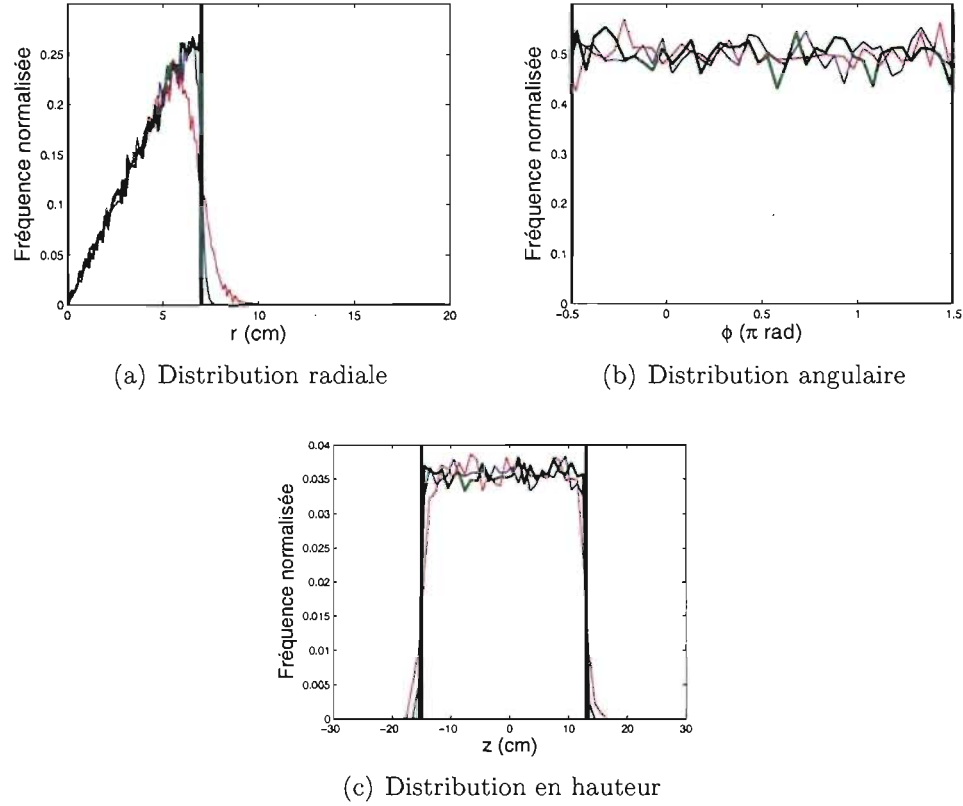 Fréquence normalisée
0.25
0.2
0.15
0.1
0.05
0
0 5 10 15 20
r (cm)
(a) Distribution radiale
Fréquence normalisée
0.5
0.4
0.3
0.2
0.1
0
-0.5 0 0.5 1 1.5
ϕ (π rad)
(b) Distribution angulaire
Fréquence normalisée
0.04
0.035
0.03
0.025
0.02
0.015
0.01
0.005
0
-30 -20 -10 0 10 20 30
z (cm)
(c) Distribution en hauteur